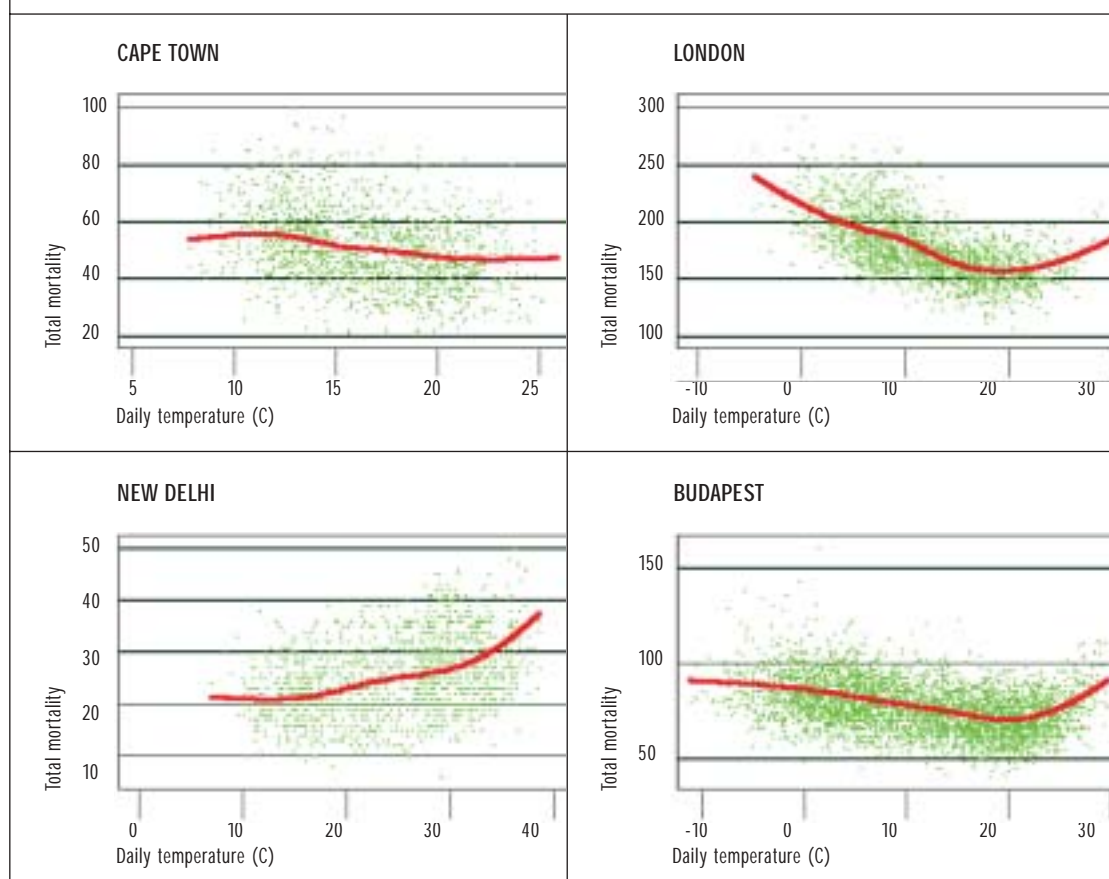 CAPE TOWN
100
80
60
40
20
Total mortality
5 10 15 20 25
Daily temperature (C)
LONDON
300
250
200
150
100
Total mortality
-10 0 10 20 30
Daily temperature (C)
NEW DELHI
50
40
30
20
10
Total mortality
0 10 20 30 40
Daily temperature (C)
BUDAPEST
150
100
50
Total mortality
-10 0 10 20 30
Daily temperature (C)